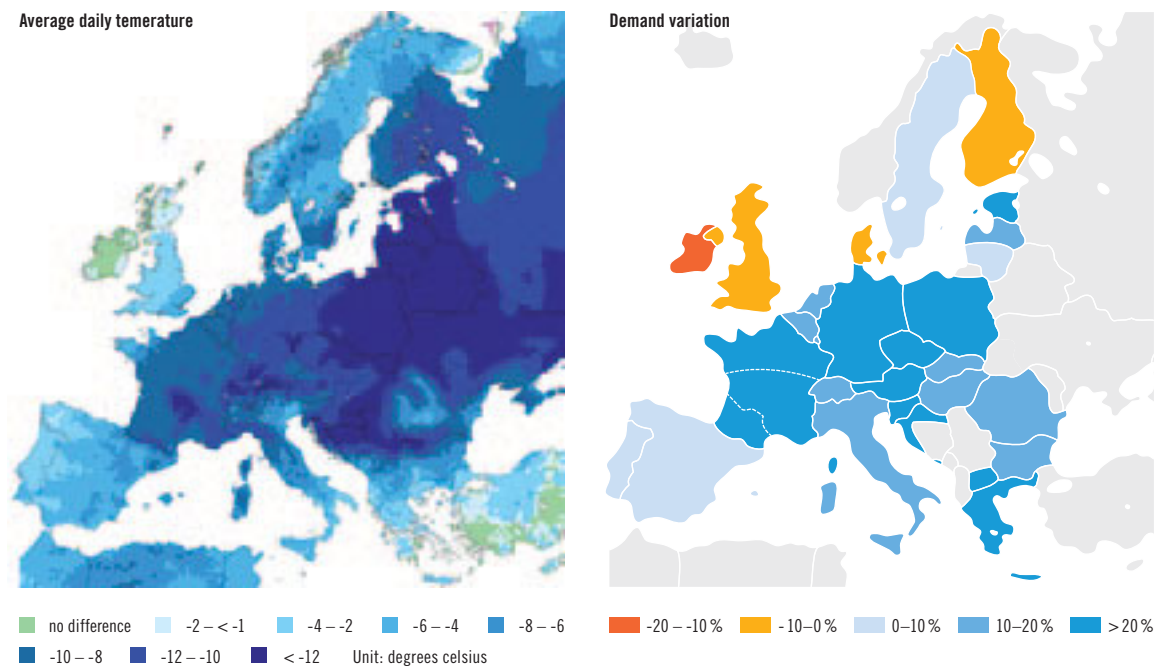 Average daily temerature
Demand variation
no difference
-2 – < -1
-4 – -2
-6 – -4
-8 – -6
-10 – -8
-12 – -10
< -12
Unit: degrees celsius
-20 – -10 %
-10–0 %
0–10 %
10–20 %
> 20 %